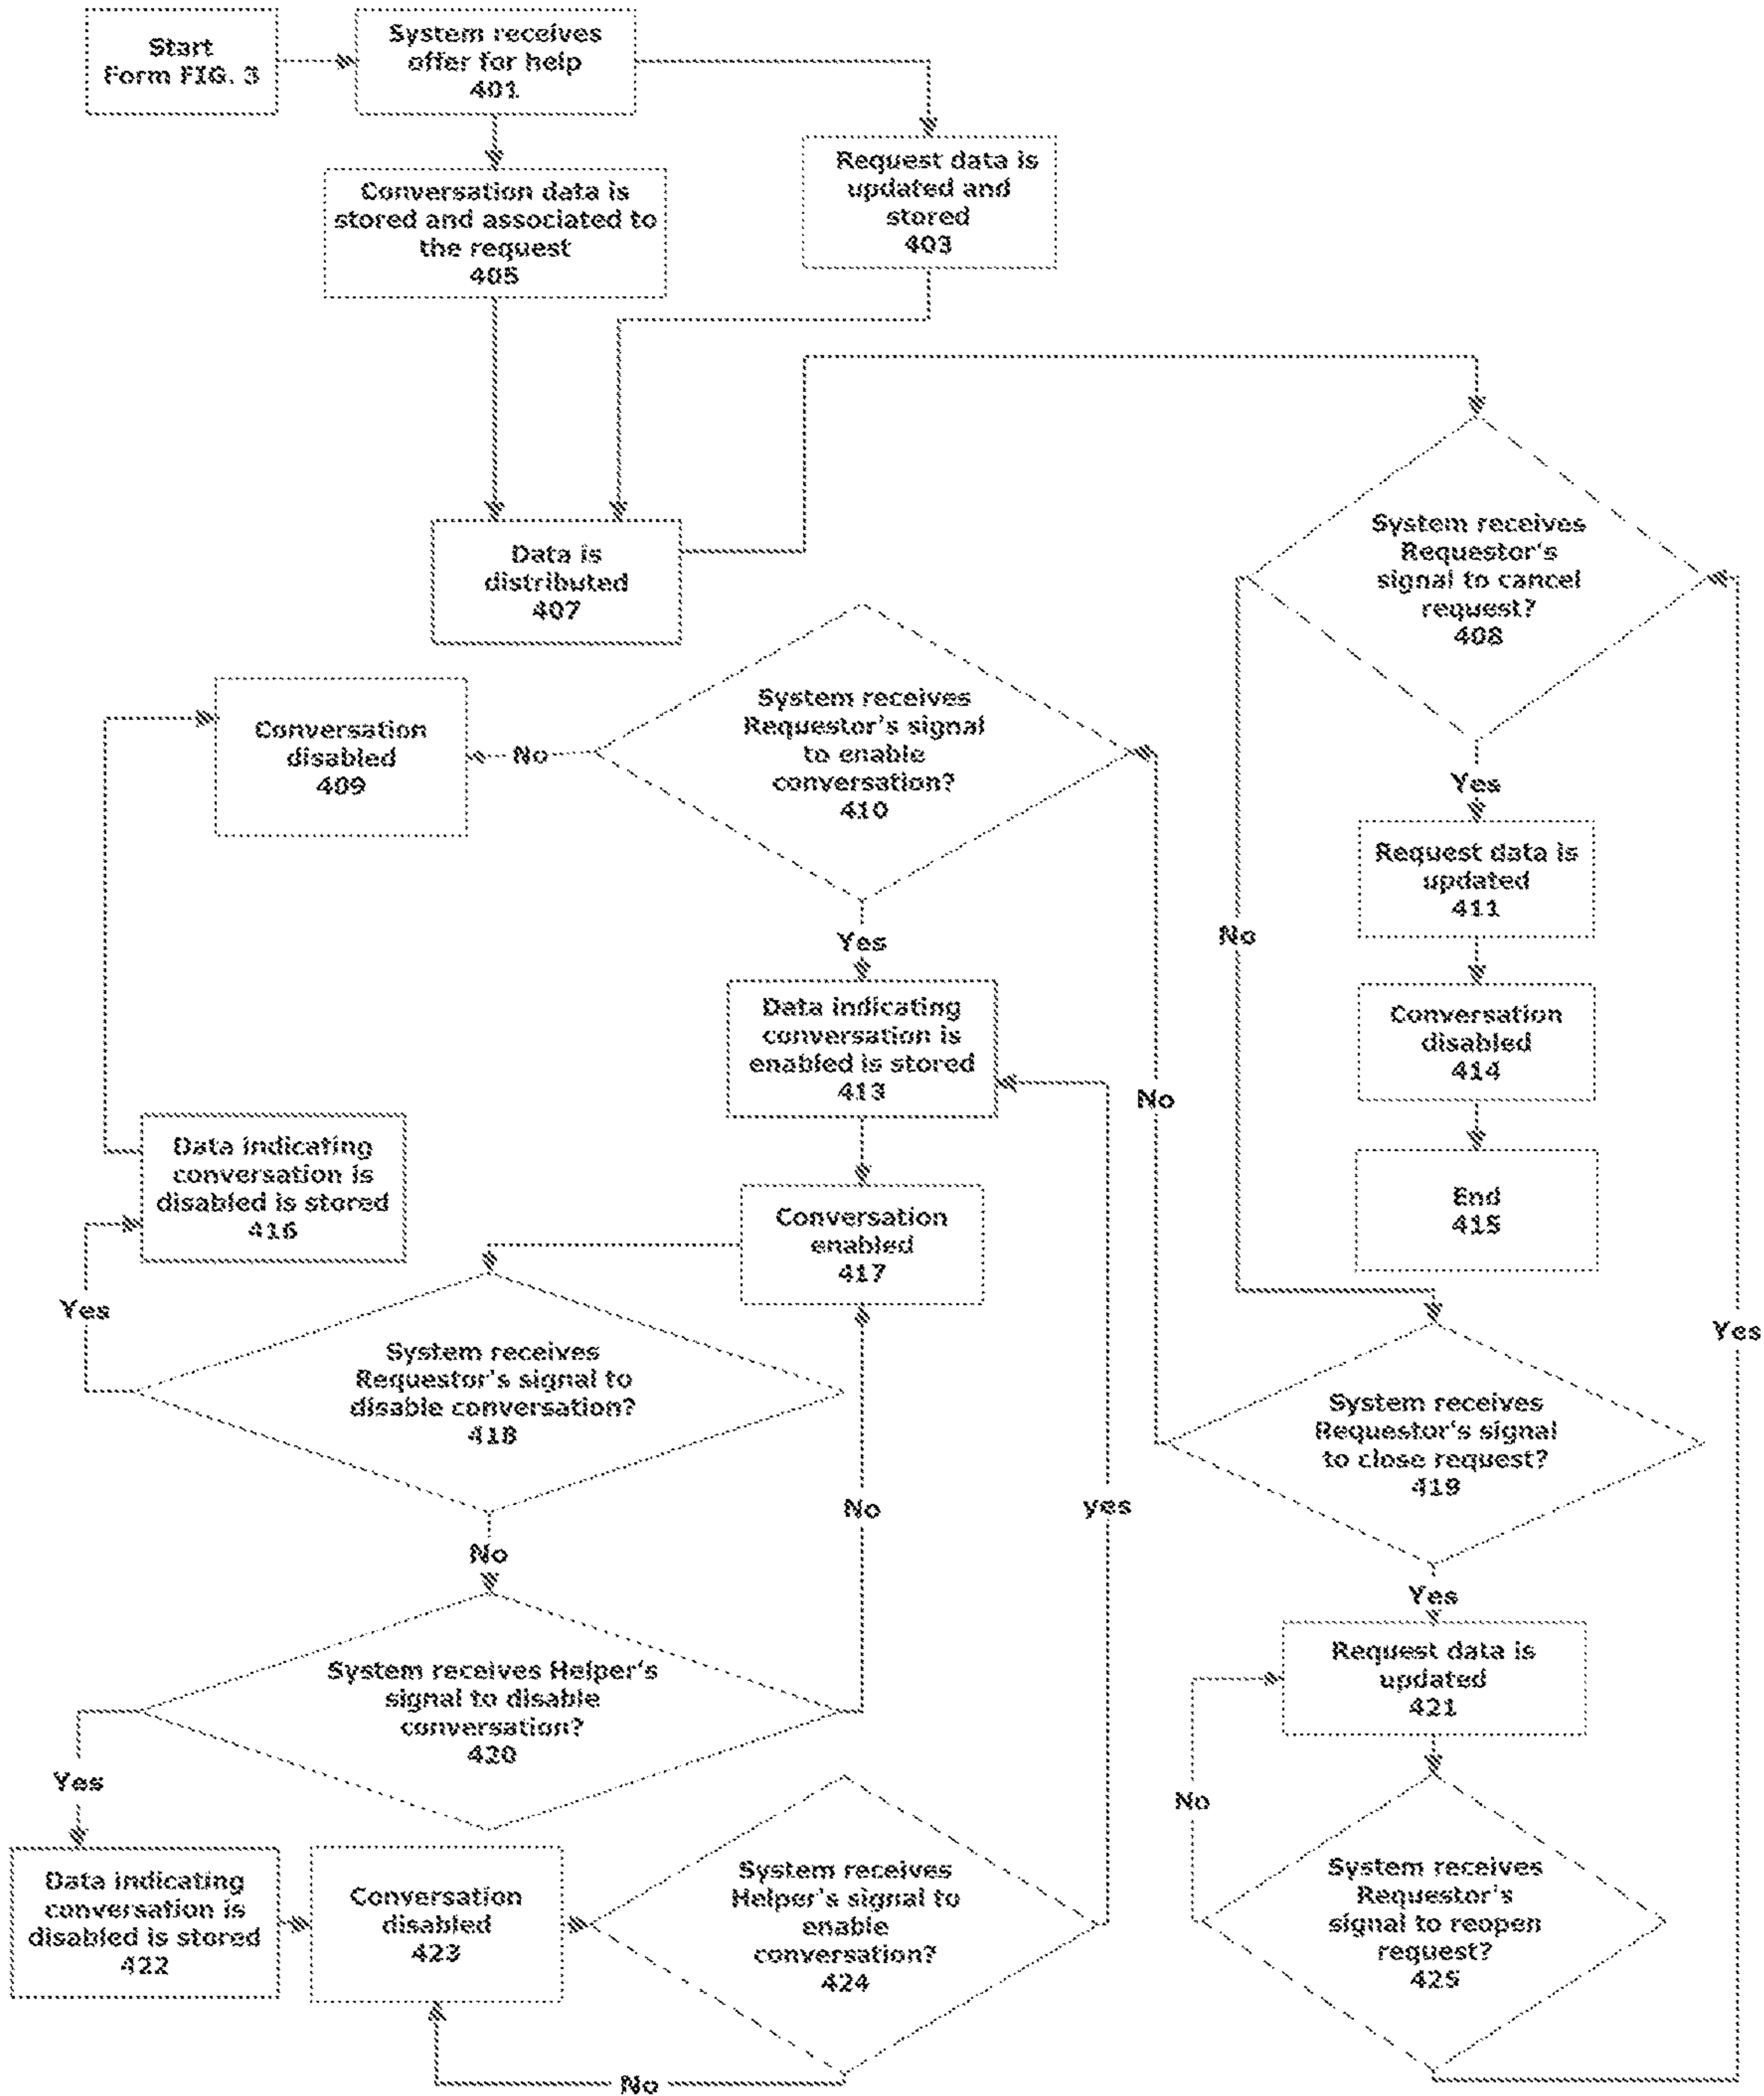 Start
Form FIG. 3
System receives
offer for help
401
Request data is
updated and
stored
403
Conversation data is
stored and associated to
the request
405
Data is
distributed
407
System receives
Requestor's
signal to cancel
request?
408
Conversation
disabled
409
No
System receives
Requestor's signal
to enable
conversation?
410
Yes
Request data is
updated
411
No
Yes
Data indicating
conversation is
enabled is stored
413
Conversation
disabled
414
No
Data indicating
conversation is
disabled is stored
416
Conversation
enabled
417
End
415
Yes
Yes
System receives
Requestor's signal to
disable conversation?
418
System receives
Requestor's signal
to close request?
419
No
yes
No
Yes
System receives Helper's
signal to disable
conversation?
420
Request data is
updated
421
Yes
No
Data indicating
conversation is
disabled is stored
422
Conversation
disabled
423
System receives
Helper's signal to
enable
conversation?
424
System receives
Requestor's
signal to reopen
request?
425
No